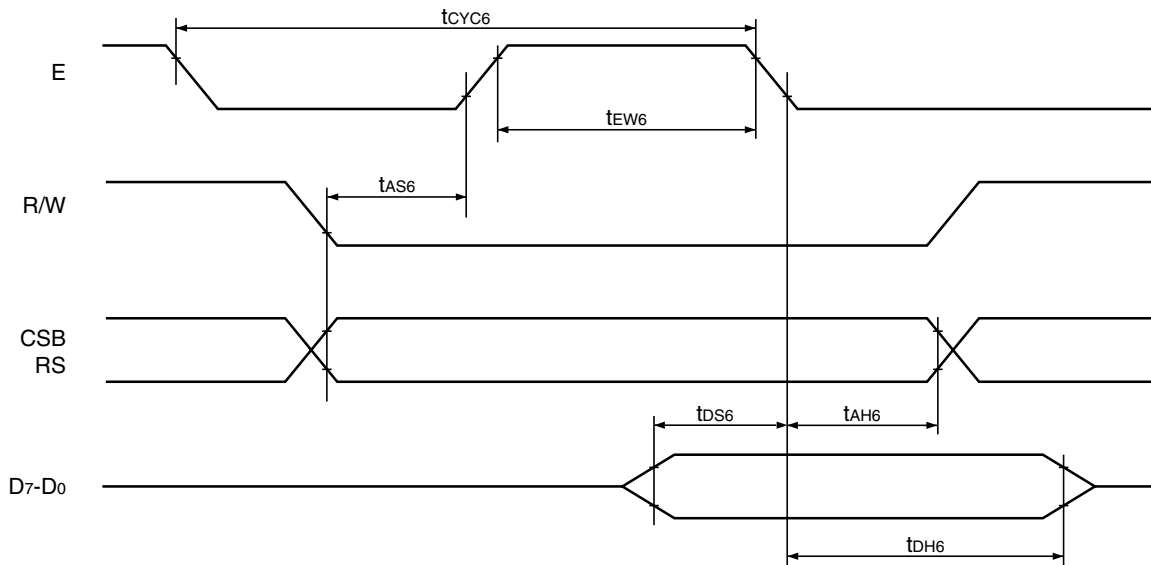 tCYC6
E
tEW6
R/W
tAS6
CSB
RS
tDS6
tAH6
D7-D0
tDH6